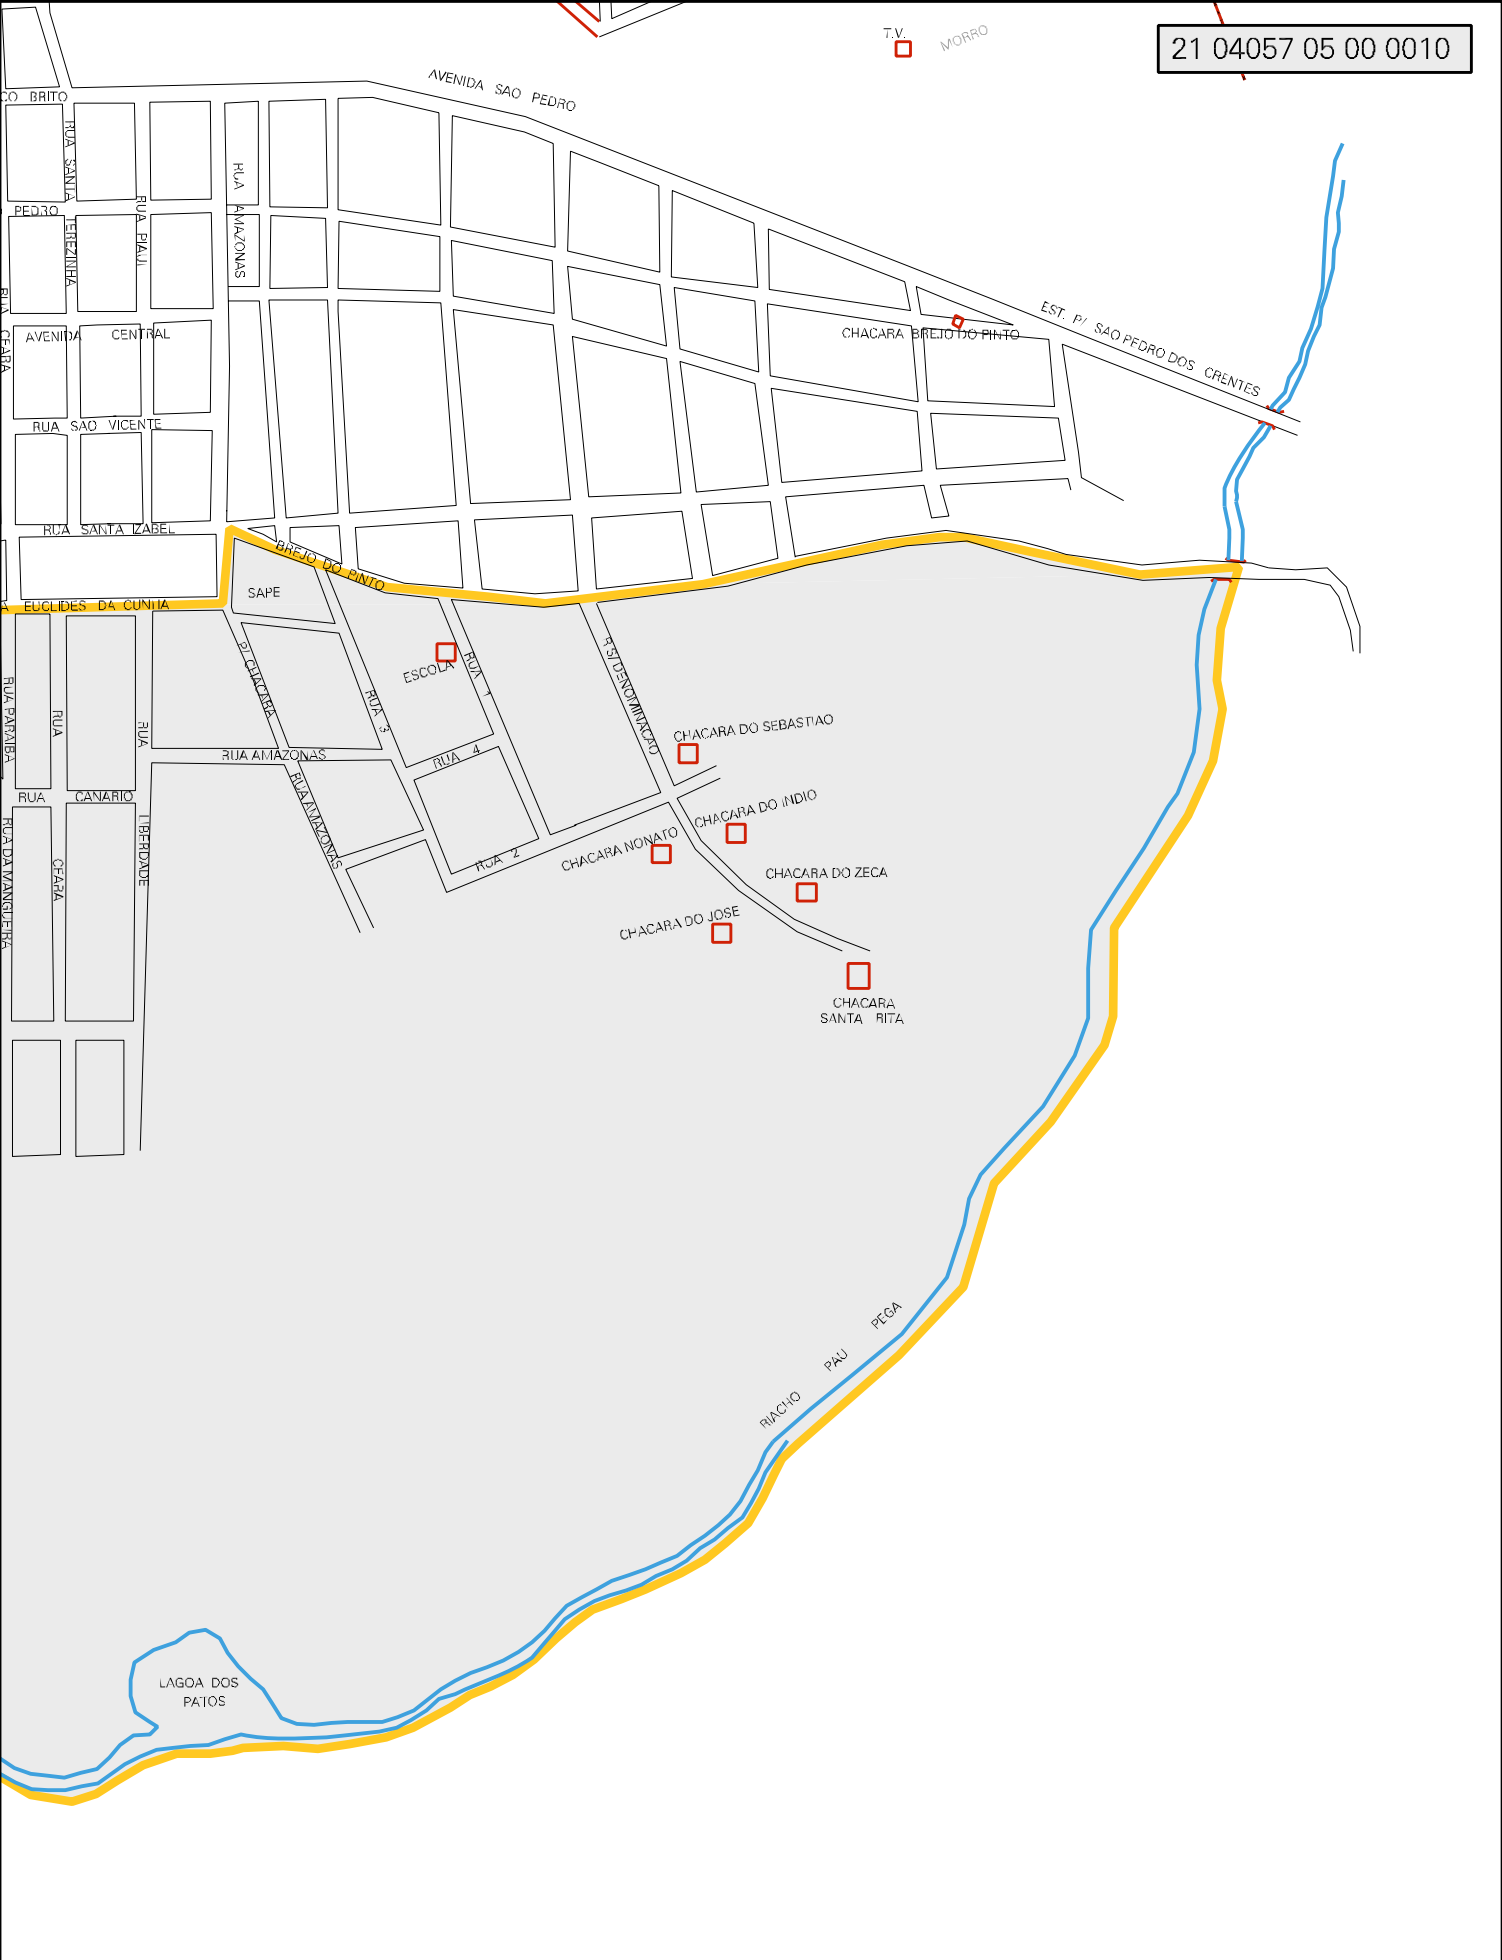 T.V.
MORRO
21 04057 05 00 0010
AVENIDA SAO PEDRO
CO BRITO
RUA SANTA TEREZINHA
RUA PIAUI
RUA AMAZONAS
PEDRO
RUA CEARA
AVENIDA CENTRAL
EST. P/ SAO PEDRO DOS CRENTES
CHACARA BREJO DO PINTO
RUA SAO VICENTE
RUA SANTA IZABEL
BREJO DO PINTO
SAPE
A EUCLIDES DA CUNHA
P/ CHACARA
ESCOLA
RUA 1
R S/ DENOMINACAO
RUA 3
RUA PARAIBA
RUA CEARA
RUA LIBERDADE
RUA AMAZONAS
RUA 4
CHACARA DO SEBASTIAO
RUA CANARIO
RUA AMAZONAS
CHACARA DO INDIO
RUA DA MANGUEIRA
CHACARA NONATO
RUA 2
CHACARA DO ZECA
CHACARA DO JOSE
CHACARA
SANTA RITA
RIACHO PAU PEGA
LAGOA DOS
PATOS